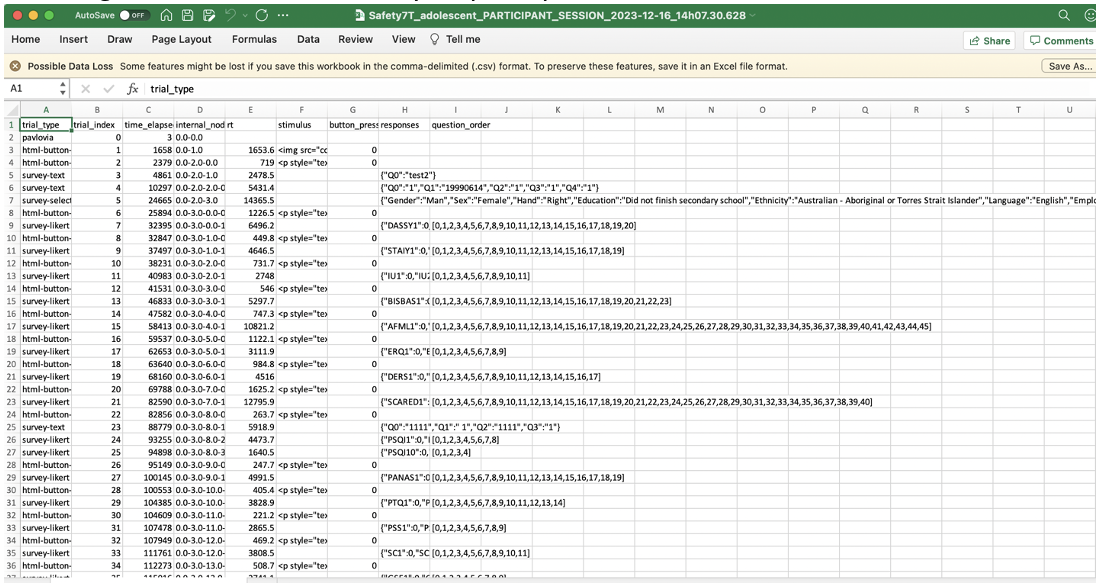 AutoSave OFF Safety7T_adolescent_PARTICIPANT_SESSION_2023-12-16_14h07.30.628
Home Insert Draw Page Layout Formulas Data Review View Tell me Share Comments
Possible Data Loss Some features might be lost if you save this workbook in the comma-delimited (.csv) format. To preserve these features, save it in an Excel file format. Save As...
A1 fx trial_type
A B C D E F G H I J K L M N O P Q R S T U
1 trial_type trial_index time_elapse internal_nod rt stimulus button_press responses question_order
2 pavlovia 0 3 0.0-0.0
3 html-button- 1 1658 0.0-1.0 1653.6 <img src="cc 0
4 html-button- 2 2379 0.0-2.0-0.0 719 <p style="tex 0
5 survey-text 3 4861 0.0-2.0-1.0 2478.5 {"Q0":"test2"}
6 survey-text 4 10297 0.0-2.0-2.0-0 5431.4 {"Q0":"1","Q1":"19990614","Q2":"1","Q3":"1","Q4":"1"}
7 survey-select 5 24665 0.0-2.0-3.0 14365.5 {"Gender":"Man","Sex":"Female","Hand":"Right","Education":"Did not finish secondary school","Ethnicity":"Australian - Aboriginal or Torres Strait Islander","Language":"English","Emplo
8 html-button- 6 25894 0.0-3.0-0.0-0 1226.5 <p style="tex 0
9 survey-likert 7 32395 0.0-3.0-0.0-1 6496.2 {"DASSY1":0, [0,1,2,3,4,5,6,7,8,9,10,11,12,13,14,15,16,17,18,19,20]
10 html-button- 8 32847 0.0-3.0-1.0-0 449.8 <p style="tex 0
11 survey-likert 9 37497 0.0-3.0-1.0-1 4646.5 {"STAIY1":0," [0,1,2,3,4,5,6,7,8,9,10,11,12,13,14,15,16,17,18,19]
12 html-button- 10 38231 0.0-3.0-2.0-0 731.7 <p style="tex 0
13 survey-likert 11 40983 0.0-3.0-2.0-1 2748 {"IU1":0,"IU2 [0,1,2,3,4,5,6,7,8,9,10,11]
14 html-button- 12 41531 0.0-3.0-3.0-0 546 <p style="tex 0
15 survey-likert 13 46833 0.0-3.0-3.0-1 5297.7 {"BISBAS1":0 [0,1,2,3,4,5,6,7,8,9,10,11,12,13,14,15,16,17,18,19,20,21,22,23]
16 html-button- 14 47582 0.0-3.0-4.0-0 747.3 <p style="tex 0
17 survey-likert 15 58413 0.0-3.0-4.0-1 10821.2 {"AFML1":0," [0,1,2,3,4,5,6,7,8,9,10,11,12,13,14,15,16,17,18,19,20,21,22,23,24,25,26,27,28,29,30,31,32,33,34,35,36,37,38,39,40,41,42,43,44,45]
18 html-button- 16 59537 0.0-3.0-5.0-0 1122.1 <p style="tex 0
19 survey-likert 17 62653 0.0-3.0-5.0-1 3111.9 {"ERQ1":0,"E [0,1,2,3,4,5,6,7,8,9]
20 html-button- 18 63640 0.0-3.0-6.0-0 984.8 <p style="tex 0
21 survey-likert 19 68160 0.0-3.0-6.0-1 4516 {"DERS1":0," [0,1,2,3,4,5,6,7,8,9,10,11,12,13,14,15,16,17]
22 html-button- 20 69788 0.0-3.0-7.0-0 1625.2 <p style="tex 0
23 survey-likert 21 82590 0.0-3.0-7.0-1 12795.9 {"SCARED1": [0,1,2,3,4,5,6,7,8,9,10,11,12,13,14,15,16,17,18,19,20,21,22,23,24,25,26,27,28,29,30,31,32,33,34,35,36,37,38,39,40]
24 html-button- 22 82856 0.0-3.0-8.0-0 263.7 <p style="tex 0
25 survey-text 23 88779 0.0-3.0-8.0-1 5918.9 {"Q0":"1111","Q1":" 1","Q2":"1111","Q3":"1"}
26 survey-likert 24 93255 0.0-3.0-8.0-2 4473.7 {"PSQI1":0,"I [0,1,2,3,4,5,6,7,8]
27 survey-likert 25 94898 0.0-3.0-8.0-3 1640.5 {"PSQI10":0, [0,1,2,3,4]
28 html-button- 26 95149 0.0-3.0-9.0-0 247.7 <p style="tex 0
29 survey-likert 27 100145 0.0-3.0-9.0-1 4991.5 {"PANAS1":0 [0,1,2,3,4,5,6,7,8,9,10,11,12,13,14,15,16,17,18,19]
30 html-button- 28 100553 0.0-3.0-10.0- 405.4 <p style="tex 0
31 survey-likert 29 104385 0.0-3.0-10.0- 3828.9 {"PTQ1":0,"P [0,1,2,3,4,5,6,7,8,9,10,11,12,13,14]
32 html-button- 30 104609 0.0-3.0-11.0- 221.2 <p style="tex 0
33 survey-likert 31 107478 0.0-3.0-11.0- 2865.5 {"PSS1":0,"P [0,1,2,3,4,5,6,7,8,9]
34 html-button- 32 107949 0.0-3.0-12.0- 469.2 <p style="tex 0
35 survey-likert 33 111761 0.0-3.0-12.0- 3808.5 {"SC1":0,"SC [0,1,2,3,4,5,6,7,8,9,10,11]
36 html-button- 34 112273 0.0-3.0-13.0- 508.7 <p style="tex 0